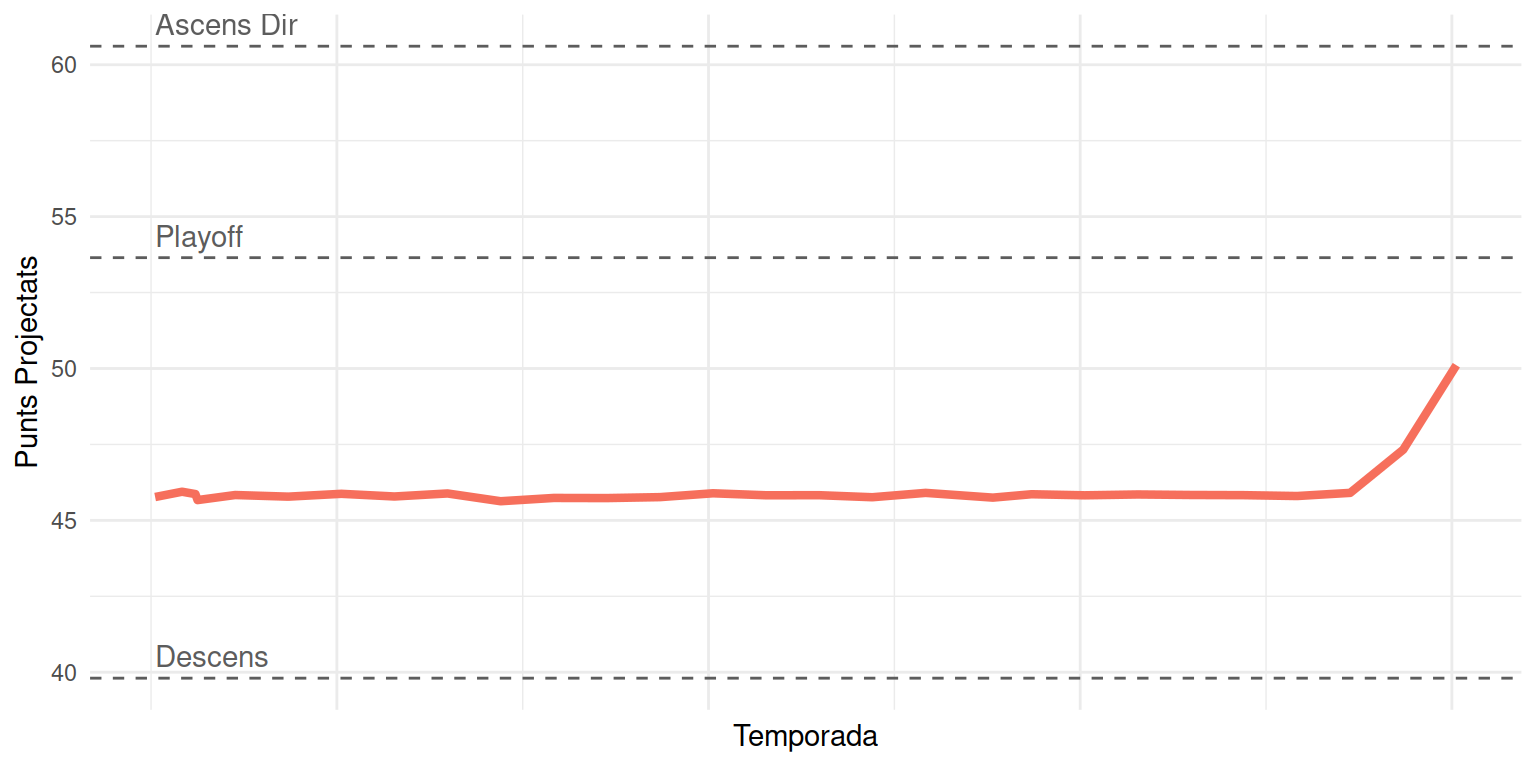 Ascens Dir
60
55
Playoff
50
45
Descens
40
Punts Projectats
Temporada